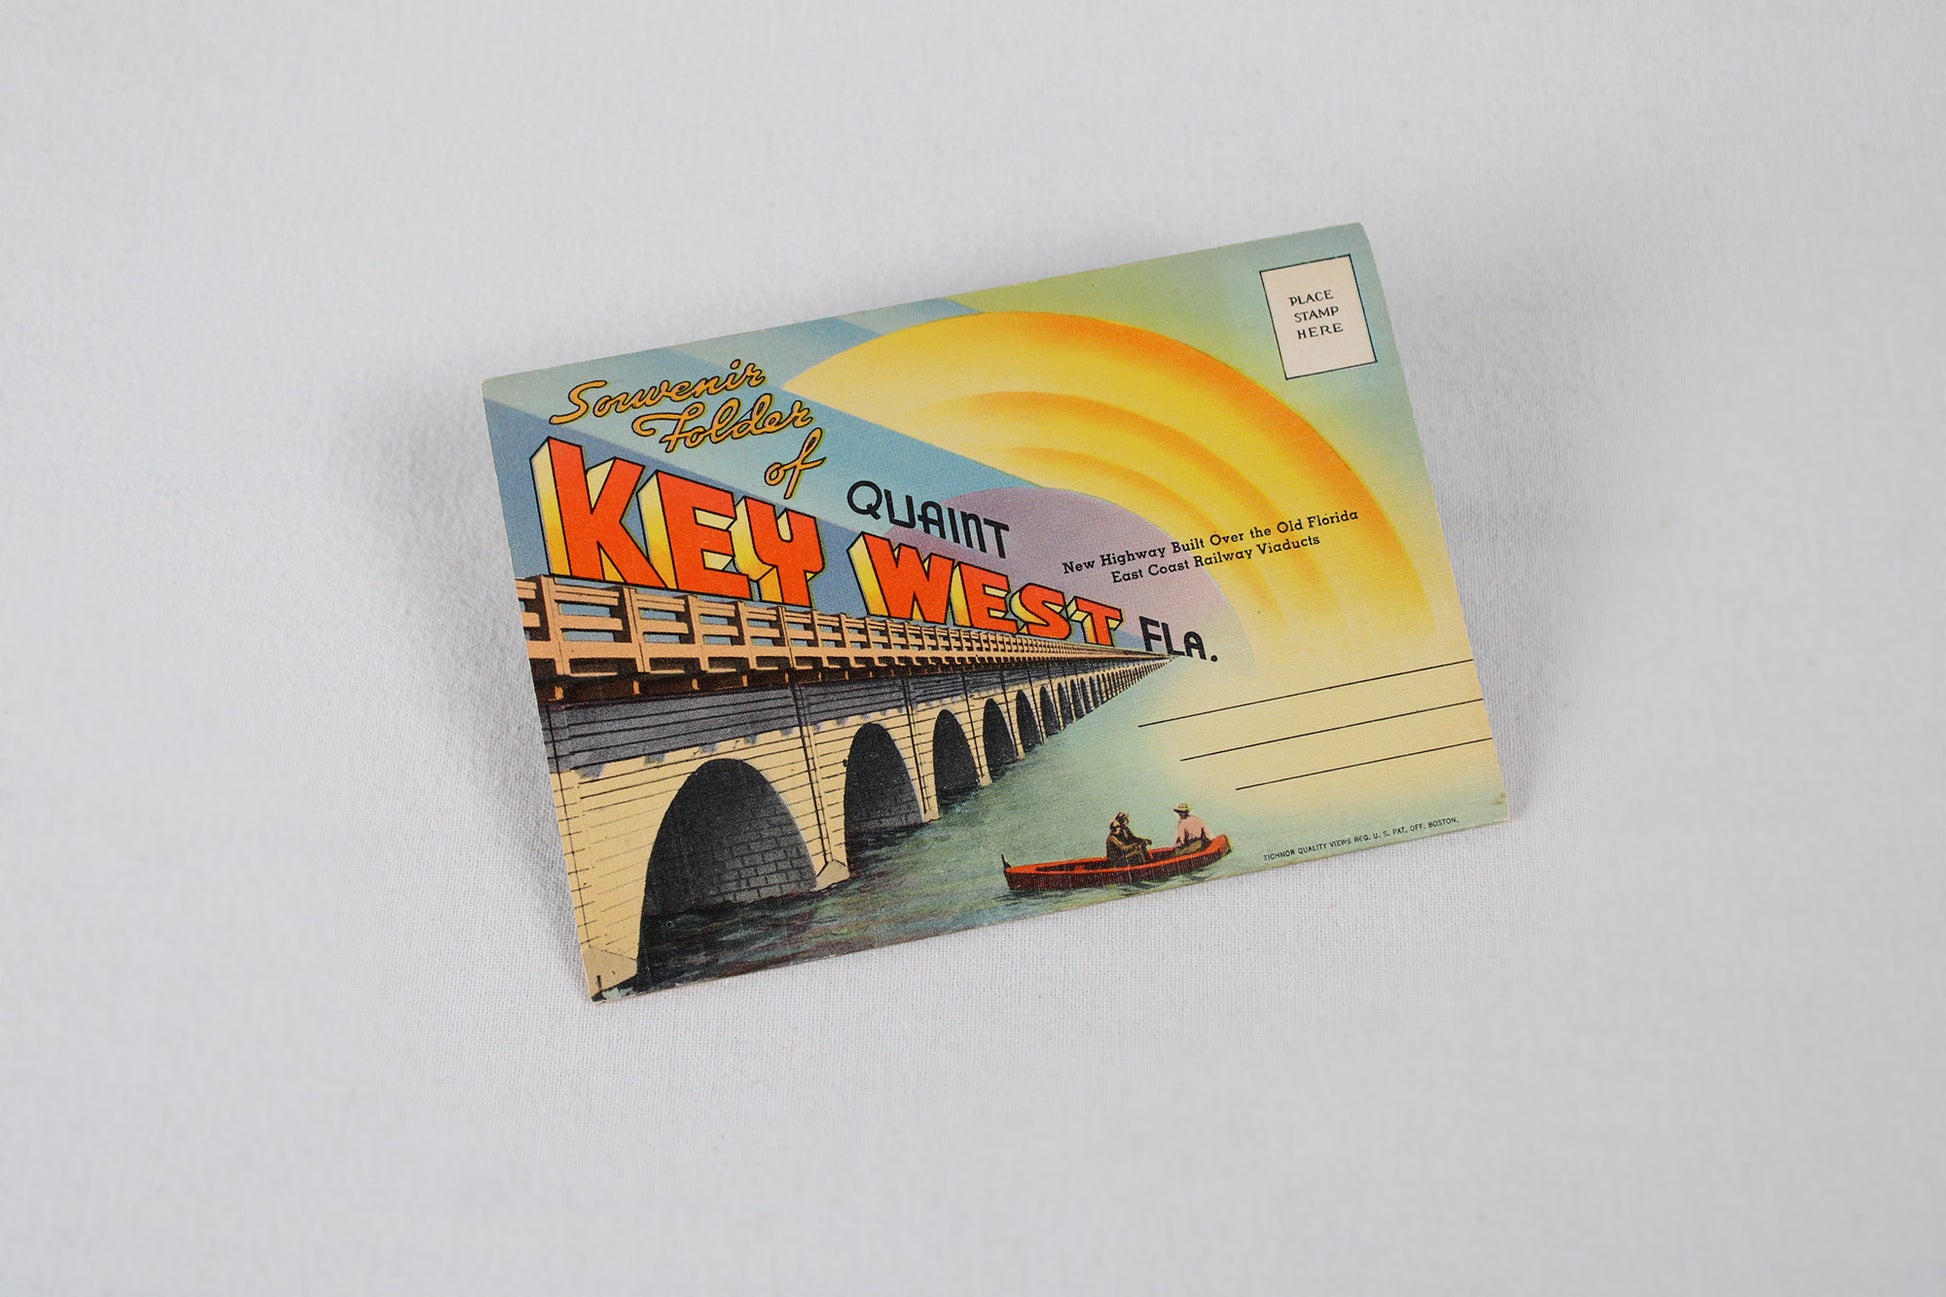 Souvenir
Folder
of
QUAINT
KEY WEST FLA.
PLACE
STAMP
HERE
New Highway Built Over the Old Florida
East Coast Railway Viaducts
TICHNOR QUALITY VIEWS REG. U. S. PAT. OFF. BOSTON.